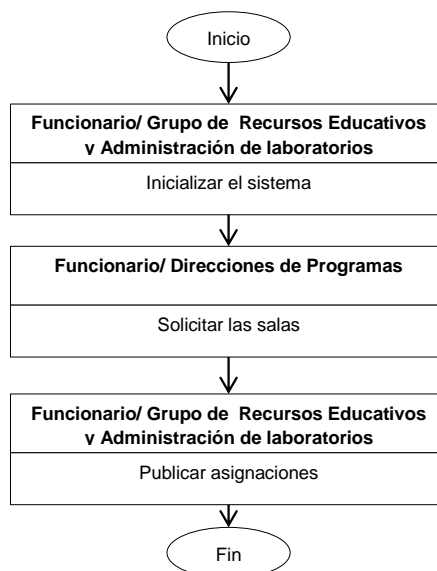 Inicio
Funcionario/ Grupo de Recursos Educativos
y Administración de laboratorios
Inicializar el sistema
Funcionario/ Direcciones de Programas
Solicitar las salas
Funcionario/ Grupo de Recursos Educativos
y Administración de laboratorios
Publicar asignaciones
Fin